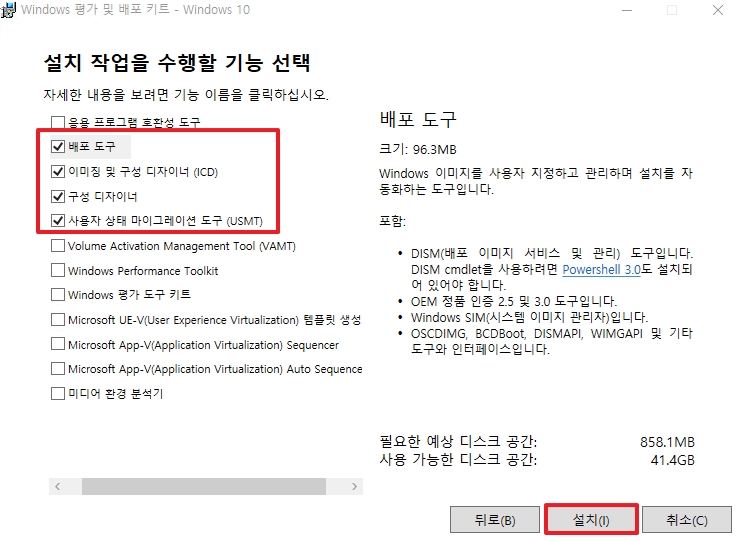 Windows 평가 및 배포 키트 - Windows 10
설치 작업을 수행할 기능 선택
자세한 내용을 보려면 기능 이름을 클릭하십시오.
응용 프로그램 호환성 도구
배포 도구
이미징 및 구성 디자이너 (ICD)
구성 디자이너
사용자 상태 마이그레이션 도구 (USMT)
Volume Activation Management Tool (VAMT)
Windows Performance Toolkit
Windows 평가 도구 키트
Microsoft UE-V(User Experience Virtualization) 템플릿 생성
Microsoft App-V(Application Virtualization) Sequencer
Microsoft App-V(Application Virtualization) Auto Sequence
미디어 환경 분석기
배포 도구
크기: 96.3MB
Windows 이미지를 사용자 지정하고 관리하며 설치를 자
동화하는 도구입니다.
포함:
• DISM(배포 이미지 서비스 및 관리) 도구입니다.
DISM cmdlet을 사용하려면 Powershell 3.0도 설치되
어 있어야 합니다.
• OEM 정품 인증 2.5 및 3.0 도구입니다.
• Windows SIM(시스템 이미지 관리자)입니다.
• OSCDIMG, BCDBoot, DISMAPI, WIMGAPI 및 기타
도구와 인터페이스입니다.
필요한 예상 디스크 공간: 858.1MB
사용 가능한 디스크 공간: 41.4GB
뒤로(B) 설치(I) 취소(C)